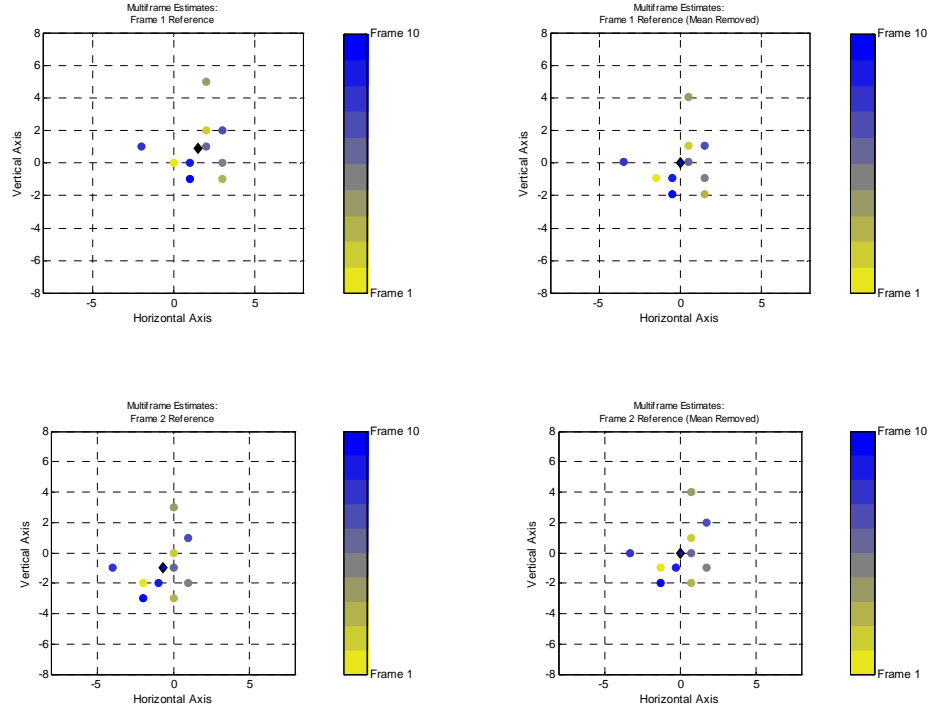 Multiframe Estimates:
Frame 1 Reference
8
6
4
2
0
-2
-4
-6
-8
-5
0
5
Vertical Axis
Horizontal Axis
Frame 10
Frame 1
Multiframe Estimates:
Frame 1 Reference (Mean Removed)
8
6
4
2
0
-2
-4
-6
-8
-5
0
5
Vertical Axis
Horizontal Axis
Frame 10
Frame 1
Multiframe Estimates:
Frame 2 Reference
8
6
4
2
0
-2
-4
-6
-8
-5
0
5
Vertical Axis
Horizontal Axis
Frame 10
Frame 1
Multiframe Estimates:
Frame 2 Reference (Mean Removed)
8
6
4
2
0
-2
-4
-6
-8
-5
0
5
Vertical Axis
Horizontal Axis
Frame 10
Frame 1